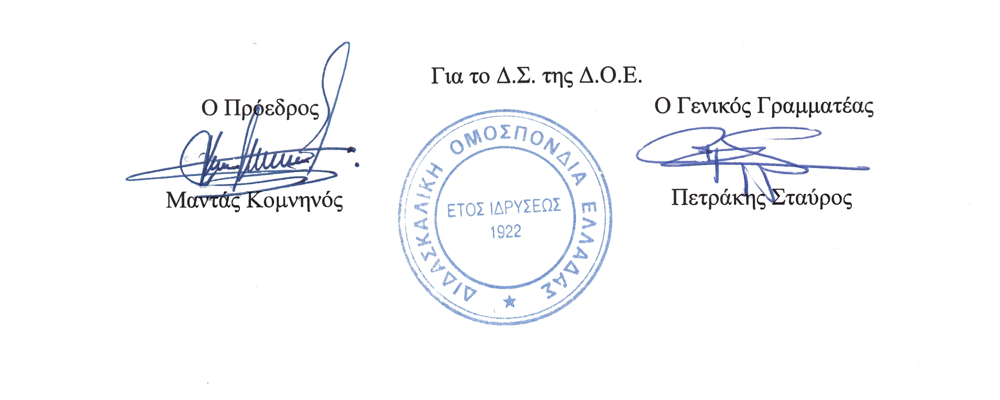 Για το Δ.Σ. της Δ.Ο.Ε.
Ο Πρόεδρος
Ο Γενικός Γραμματέας
ΔΙΔΑΣΚΑΛΙΚΗ ΟΜΟΣΠΟΝΔΙΑ ΕΛΛΑΔΑΣ
ΕΤΟΣ ΙΔΡΥΣΕΩΣ
1922
Μαντάς Κομνηνός
Πετράκης Σταύρος